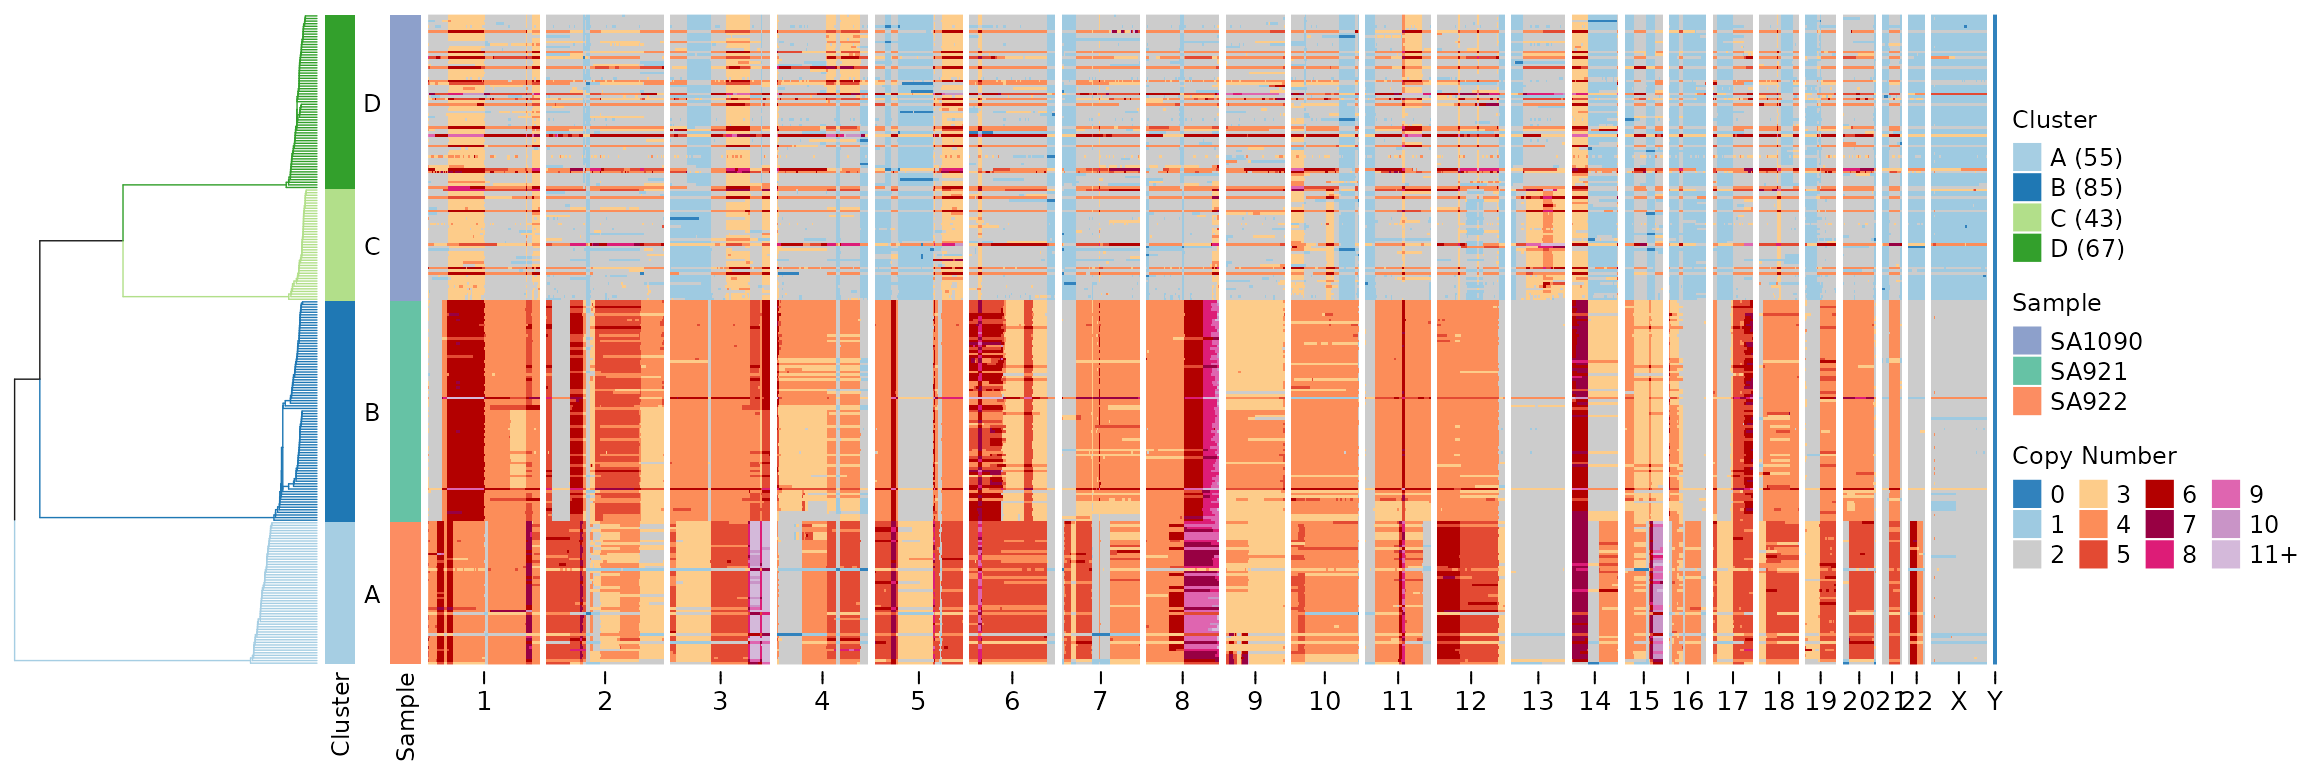 D
C
B
A
Cluster
Sample
1 2 3 4 5 6 7 8 9 10 11 12 13 14 15 16 17 18 19 20 21 22 X Y
Cluster
A (55)
B (85)
C (43)
D (67)
Sample
SA1090
SA921
SA922
Copy Number
0 3 6 9
1 4 7 10
2 5 8 11+